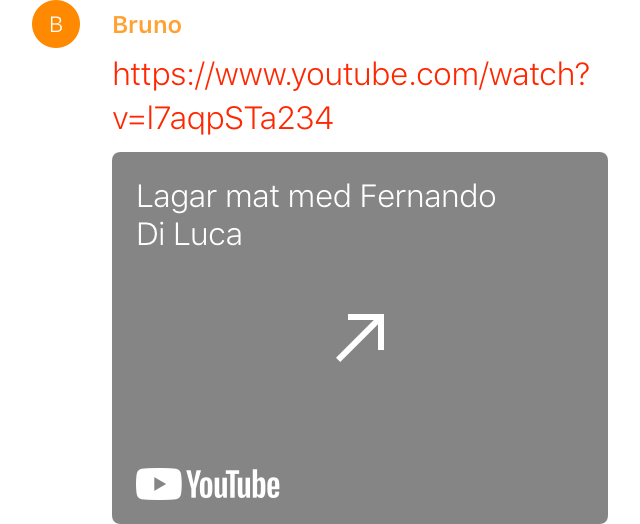 B
Bruno
https://www.youtube.com/watch?
v=l7aqpSTa234
Lagar mat med Fernando
Di Luca
YouTube